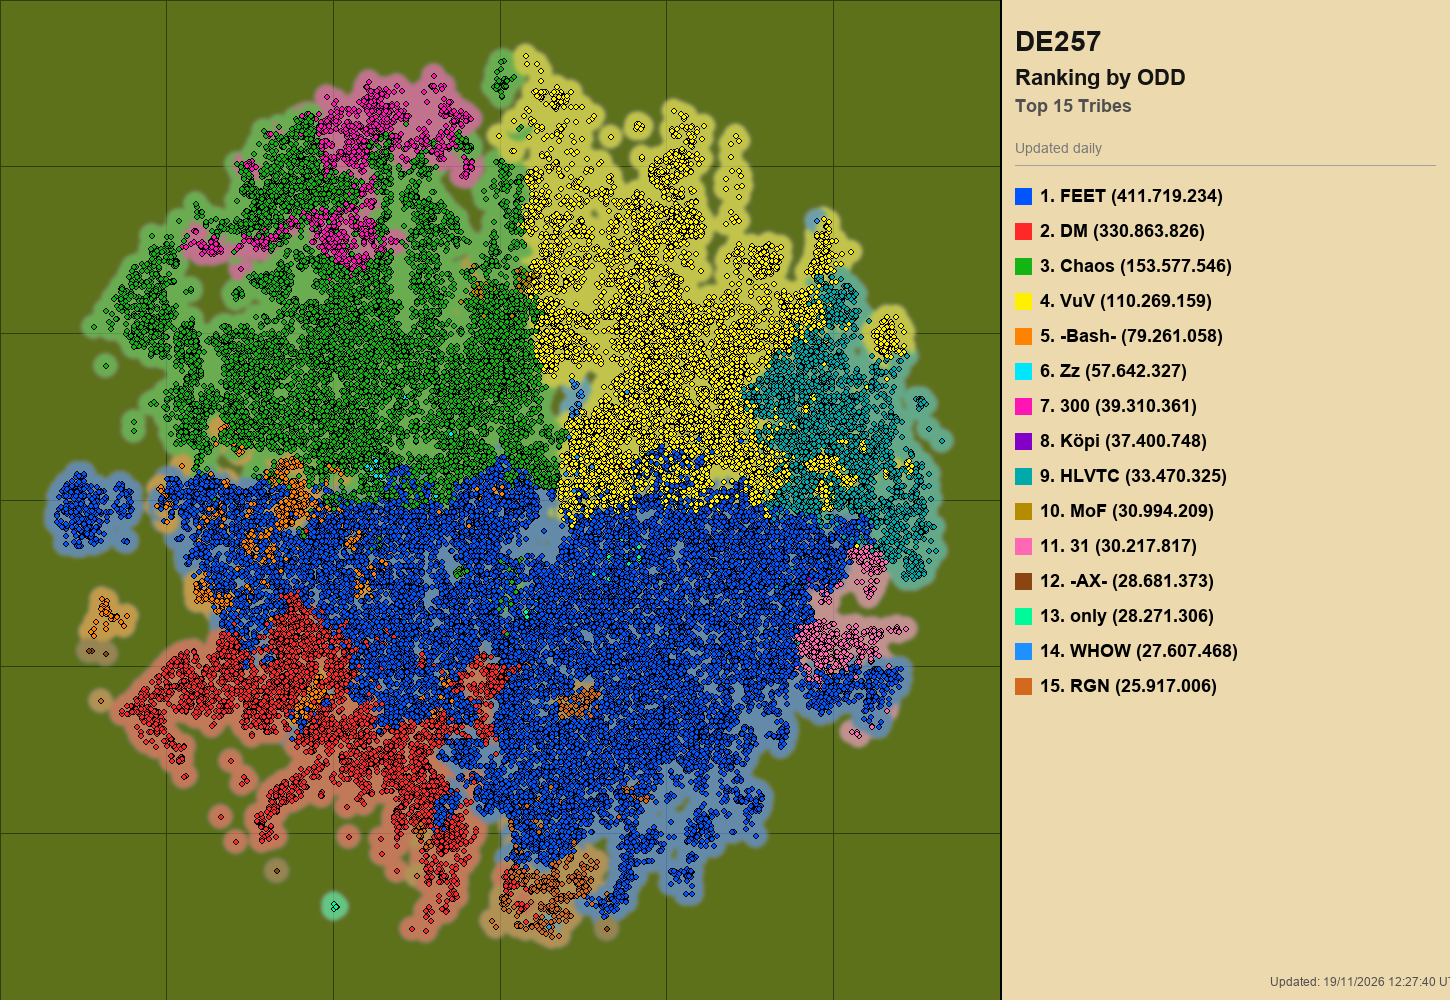 DE257
Ranking by ODD
Top 15 Tribes
Updated daily
1. FEET (411.719.234)
2. DM (330.863.826)
3. Chaos (153.577.546)
4. VuV (110.269.159)
5. -Bash- (79.261.058)
6. Zz (57.642.327)
7. 300 (39.310.361)
8. Köpi (37.400.748)
9. HLVTC (33.470.325)
10. MoF (30.994.209)
11. 31 (30.217.817)
12. -AX- (28.681.373)
13. only (28.271.306)
14. WHOW (27.607.468)
15. RGN (25.917.006)
Updated: 19/11/2026 12:27:40 U